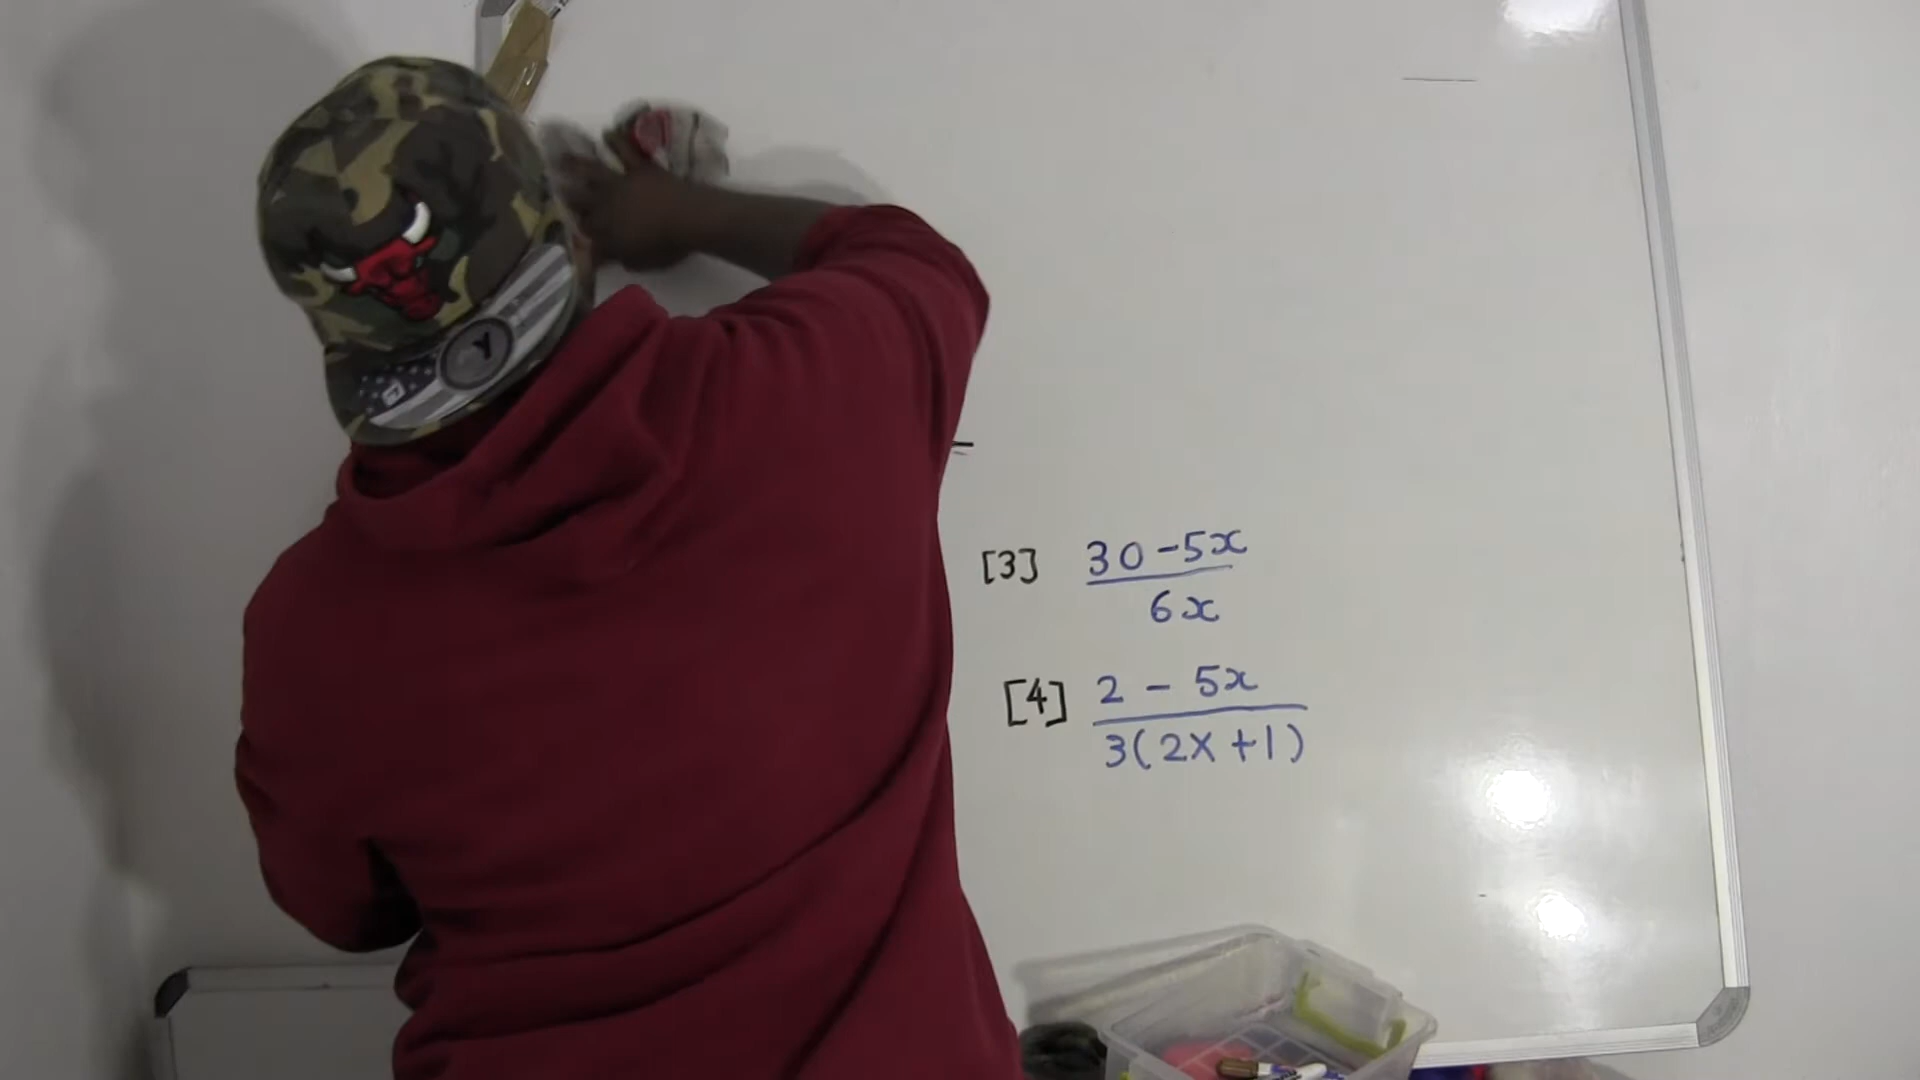 [3] 30 - 5x
6x
[4] 2 - 5x
3(2x + 1)
Y